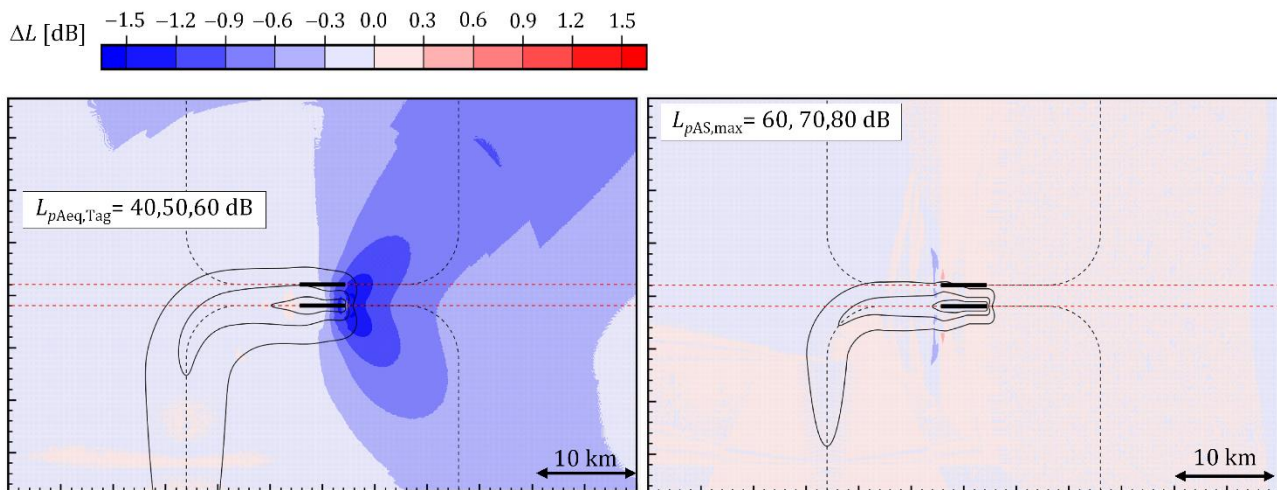 ΔL [dB]
−1.5 −1.2 −0.9 −0.6 −0.3 0.0 0.3 0.6 0.9 1.2 1.5
LpAeq,Tag= 40,50,60 dB
10 km
LpAS,max= 60, 70,80 dB
10 km